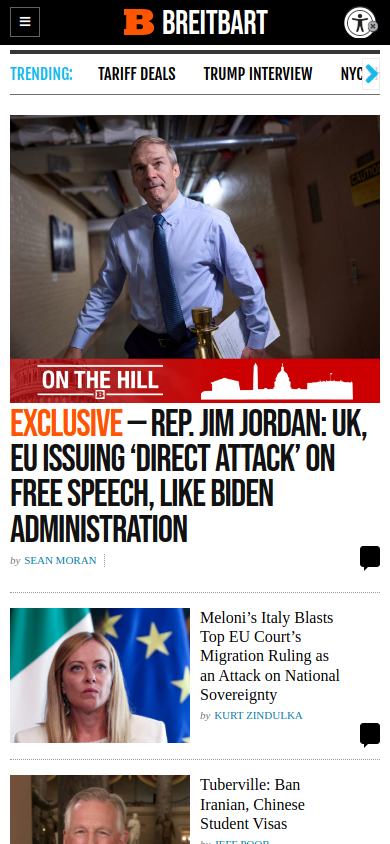 B BREITBART
TRENDING: TARIFF DEALS TRUMP INTERVIEW NYC
ON THE HILL
B
EXCLUSIVE — REP. JIM JORDAN: UK,
EU ISSUING ‘DIRECT ATTACK’ ON
FREE SPEECH, LIKE BIDEN
ADMINISTRATION
by SEAN MORAN
Meloni’s Italy Blasts
Top EU Court’s
Migration Ruling as
an Attack on National
Sovereignty
by KURT ZINDULKA
Tuberville: Ban
Iranian, Chinese
Student Visas
by JEFF POOR